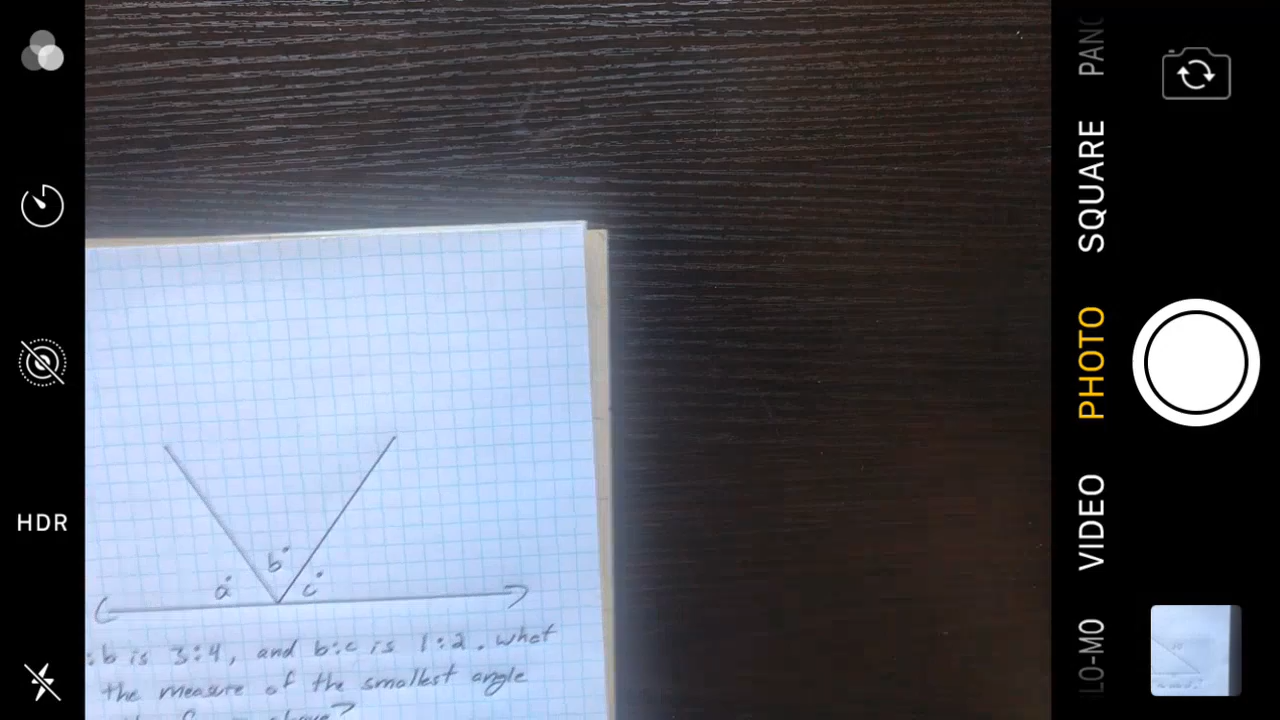 HDR
PANO
SQUARE
PHOTO
VIDEO
LO-MO
a°
b°
c°
:b is 3:4, and b:c is 1:2. what
the measure of the smallest angle